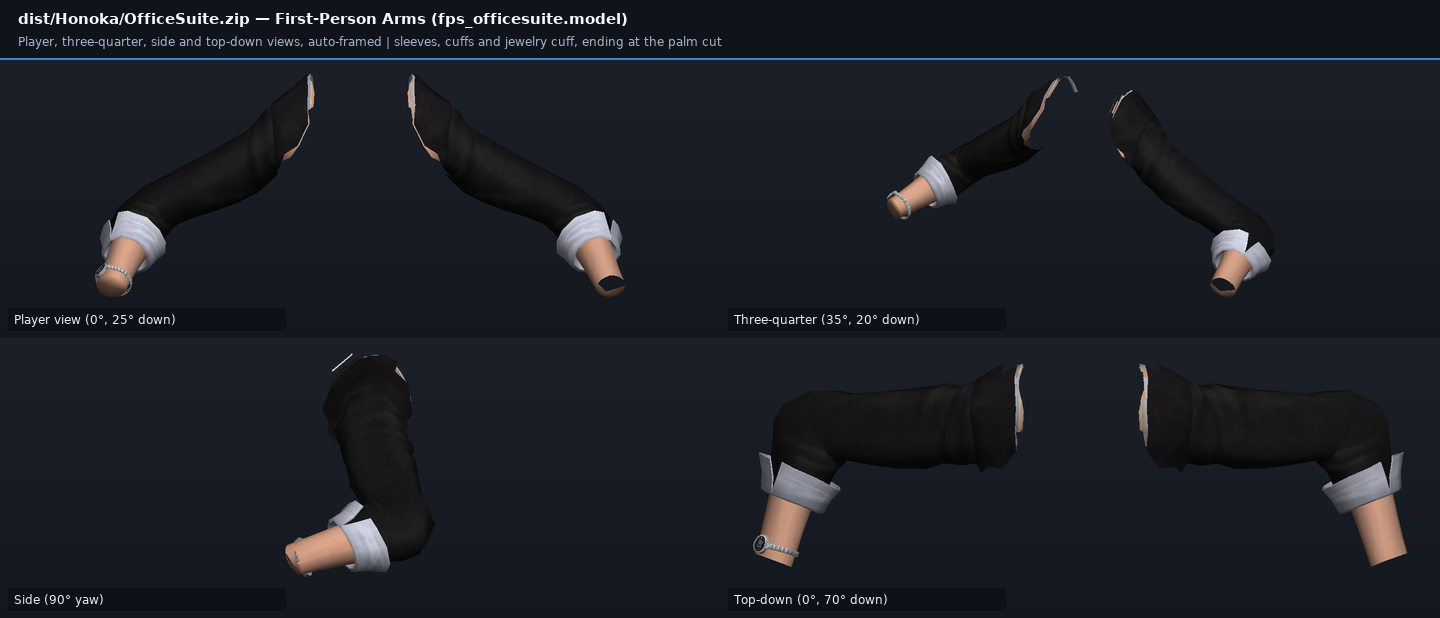 dist/Honoka/OfficeSuite.zip — First-Person Arms (fps_officesuite.model)
Player, three-quarter, side and top-down views, auto-framed | sleeves, cuffs and jewelry cuff, ending at the palm cut
Player view (0°, 25° down)
Three-quarter (35°, 20° down)
Side (90° yaw)
Top-down (0°, 70° down)